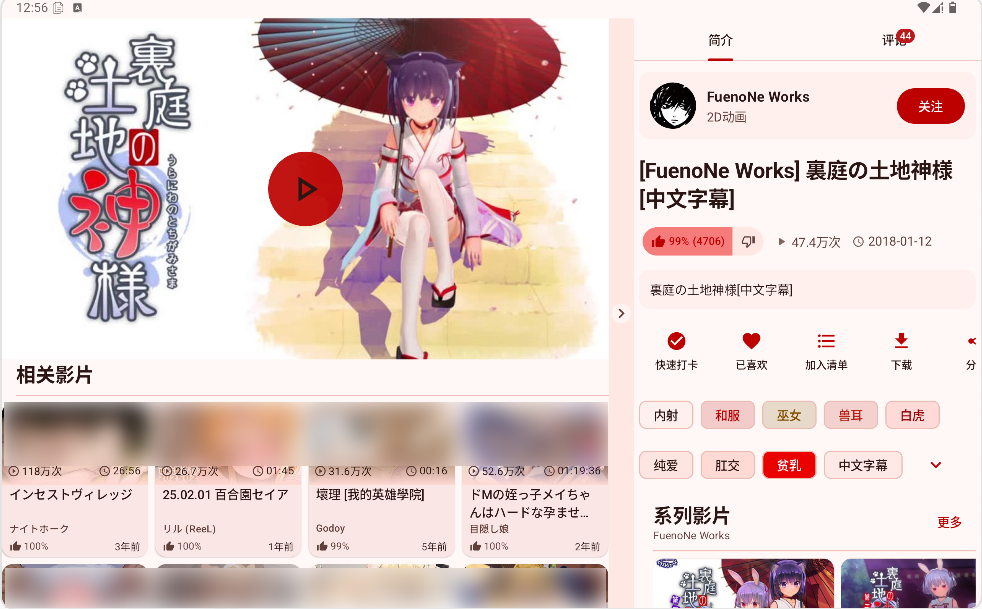 12:56
裏庭の土地の神様
うらにわのとちがみさま
相关影片
118万次 26:56
インセストヴィレッジ
ナイトホーク
100% 3年前
26.7万次 01:45
25.02.01 百合園セイア
リル (ReeL)
100% 1年前
31.6万次 00:16
壞理 [我的英雄學院]
Godoy
99% 5年前
52.6万次 01:19:36
ドMの姪っ子メイちゃ
んはハードな孕ませ…
目隠し娘
100% 2年前
简介 评论 44
FuenoNe Works
2D动画
关注
[FuenoNe Works] 裏庭の土地神様
[中文字幕]
99% (4706) 47.4万次 2018-01-12
裏庭の土地神様[中文字幕]
快速打卡 已喜欢 加入清单 下载 分
内射 和服 巫女 兽耳 白虎
纯爱 肛交 贫乳 中文字幕
系列影片
FuenoNe Works
更多